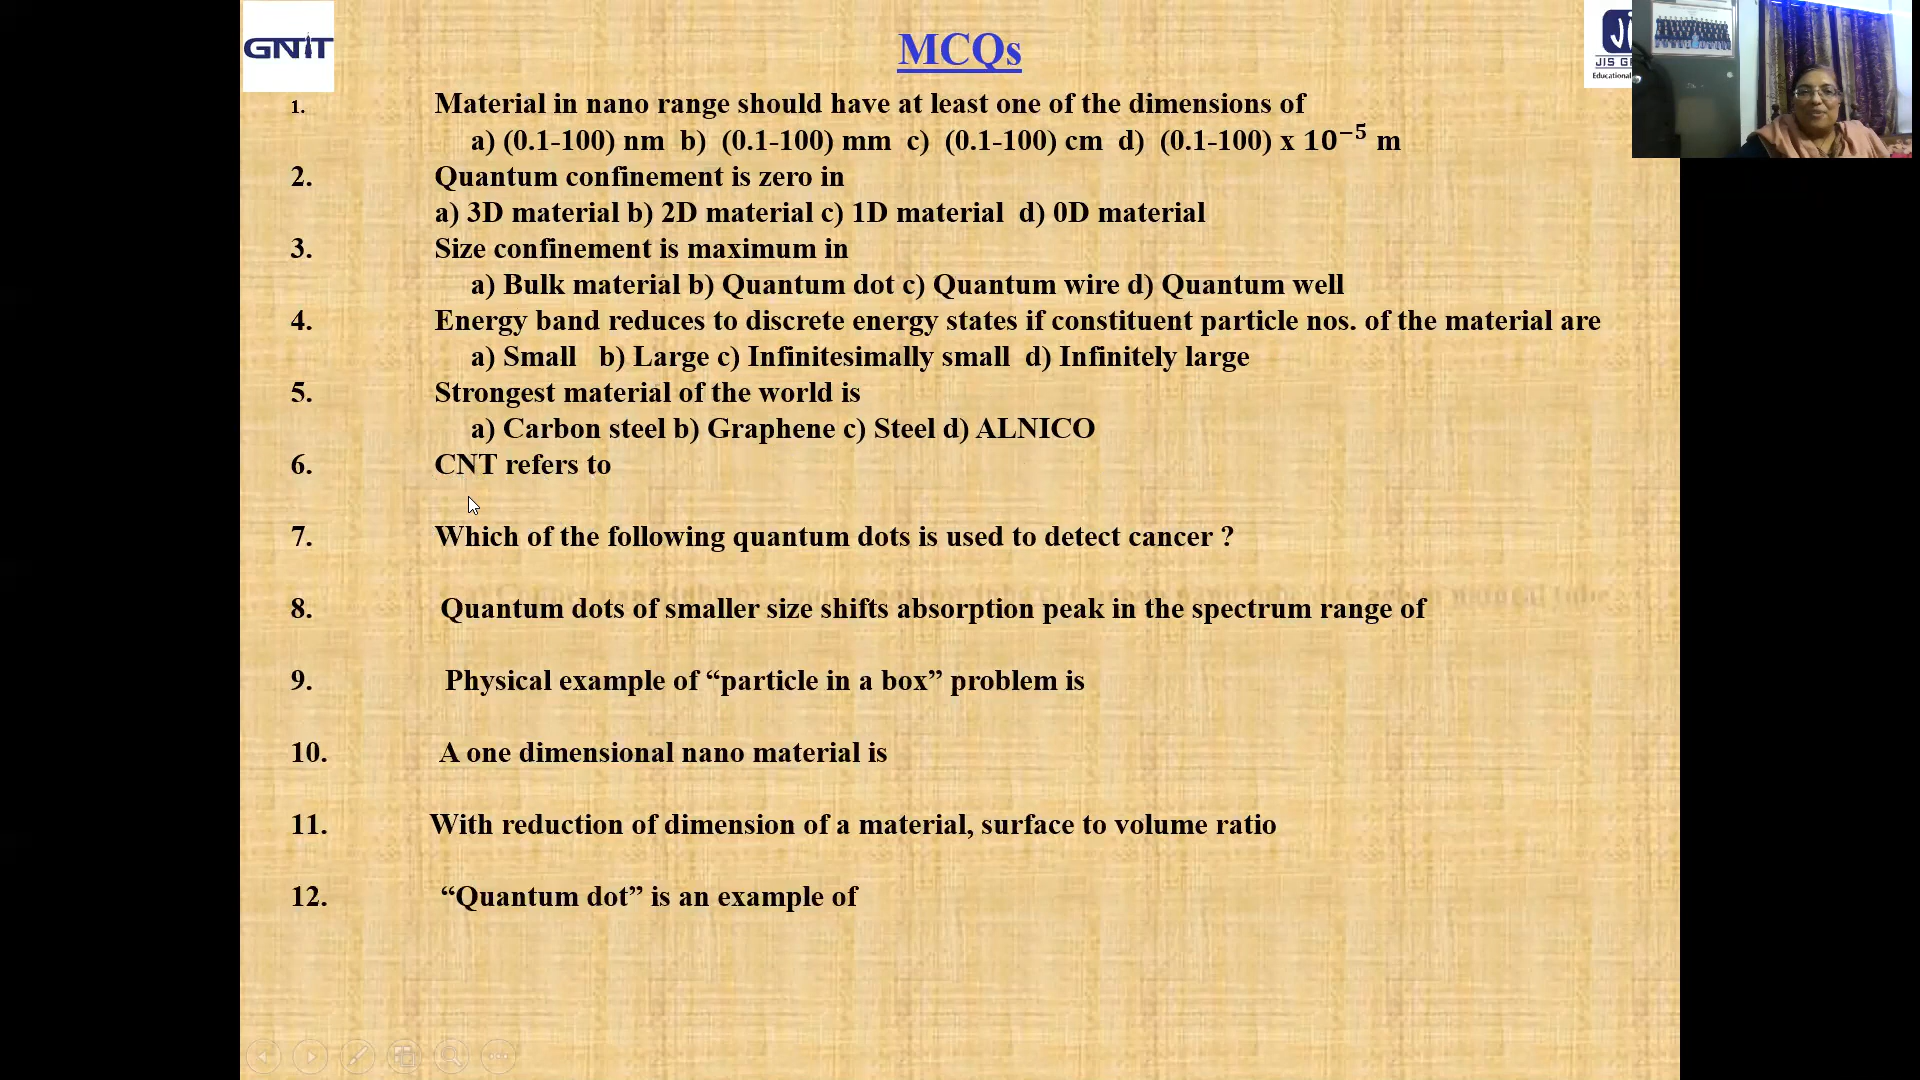 GNIT
MCQs
JIS G
Educational
1. Material in nano range should have at least one of the dimensions of
a) (0.1-100) nm b) (0.1-100) mm c) (0.1-100) cm d) (0.1-100) x 10⁻⁵ m
2. Quantum confinement is zero in
a) 3D material b) 2D material c) 1D material d) 0D material
3. Size confinement is maximum in
a) Bulk material b) Quantum dot c) Quantum wire d) Quantum well
4. Energy band reduces to discrete energy states if constituent particle nos. of the material are
a) Small b) Large c) Infinitesimally small d) Infinitely large
5. Strongest material of the world is
a) Carbon steel b) Graphene c) Steel d) ALNICO
6. CNT refers to
7. Which of the following quantum dots is used to detect cancer ?
8. Quantum dots of smaller size shifts absorption peak in the spectrum range of
9. Physical example of “particle in a box” problem is
10. A one dimensional nano material is
11. With reduction of dimension of a material, surface to volume ratio
12. “Quantum dot” is an example of